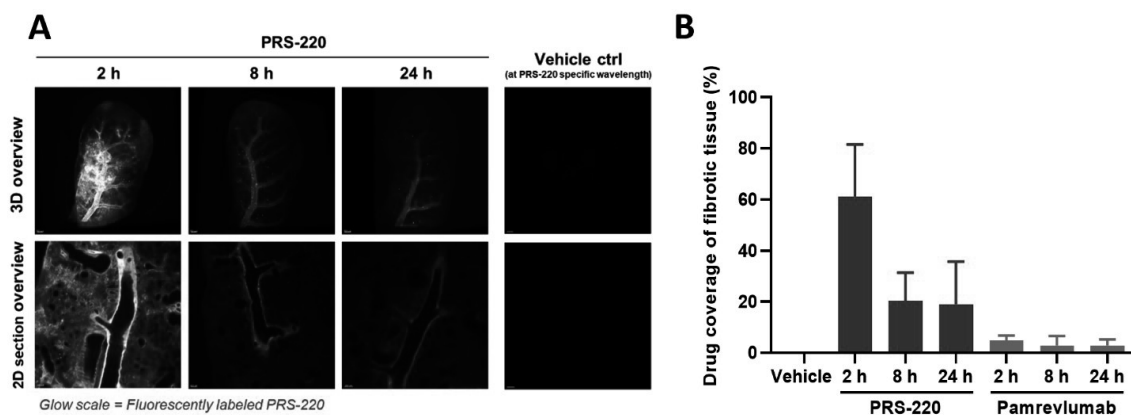 A
PRS-220
2 h
8 h
24 h
Vehicle ctrl
(at PRS-220 specific wavelength)
3D overview
2D section overview
Glow scale = Fluorescently labeled PRS-220
B
Drug coverage of fibrotic tissue (%)
100
80
60
40
20
0
Vehicle
2 h
8 h
24 h
2 h
8 h
24 h
PRS-220
Pamrevlumab